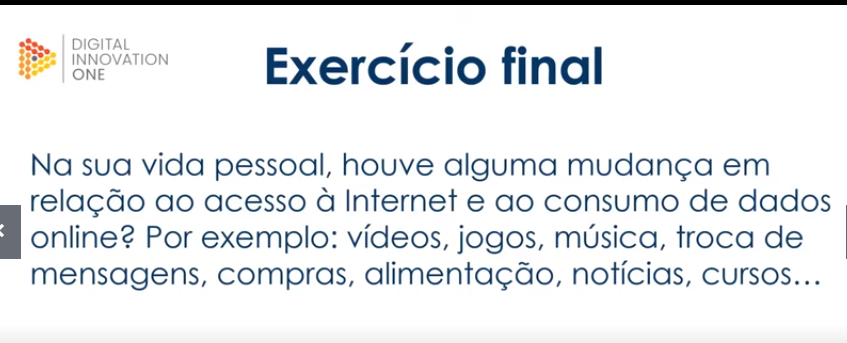 DIGITAL
INNOVATION
ONE
Exercício final
Na sua vida pessoal, houve alguma mudança em
relação ao acesso à Internet e ao consumo de dados
online? Por exemplo: vídeos, jogos, música, troca de
mensagens, compras, alimentação, notícias, cursos...